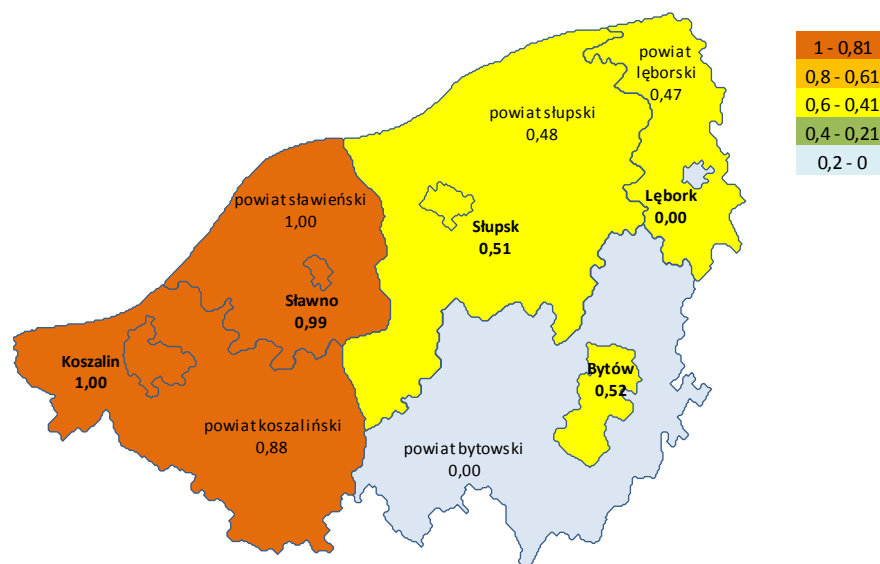 powiat
lęborski
0,47
1 - 0,81
0,8 - 0,61
0,6 - 0,41
0,4 - 0,21
0,2 - 0
powiat słupski
0,48
powiat sławieński
1,00
Lębork
0,00
Słupsk
0,51
Sławno
0,99
Koszalin
1,00
Bytów
0,52
powiat koszaliński
0,88
powiat bytowski
0,00